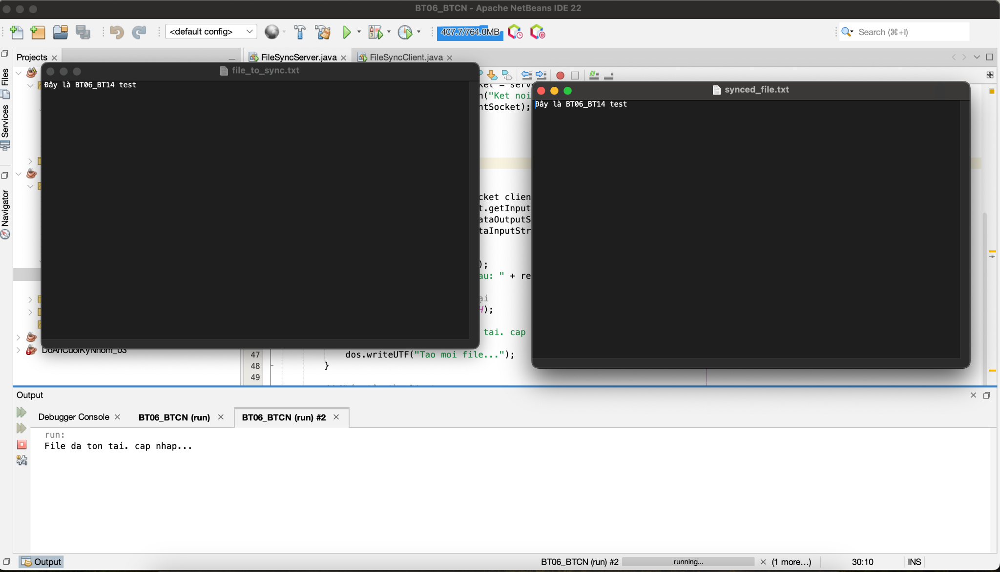 BT06_BTCN - Apache NetBeans IDE 22
<default config>
407.7/764.0MB
Search (⌘+I)
Projects
FileSyncServer.java
FileSyncClient.java
Files
Services
Navigator
file_to_sync.txt
Đây là BT06_BT14 test
synced_file.txt
Đây là BT06_BT14 test
ket = serv
n("Ket noi
ntSocket);
cket clien
t.getInput
ataOutputS
taInputStr
);
au: " + re
ại
H);
tai. cap
DoAnCuoiKyNhom_03
47 dos.writeUTF("Tao moi file...");
48 }
49
Output
Debugger Console
BT06_BTCN (run)
BT06_BTCN (run) #2
run:
File da ton tai. cap nhap...
Output
BT06_BTCN (run) #2
running...
(1 more...)
30:10
INS